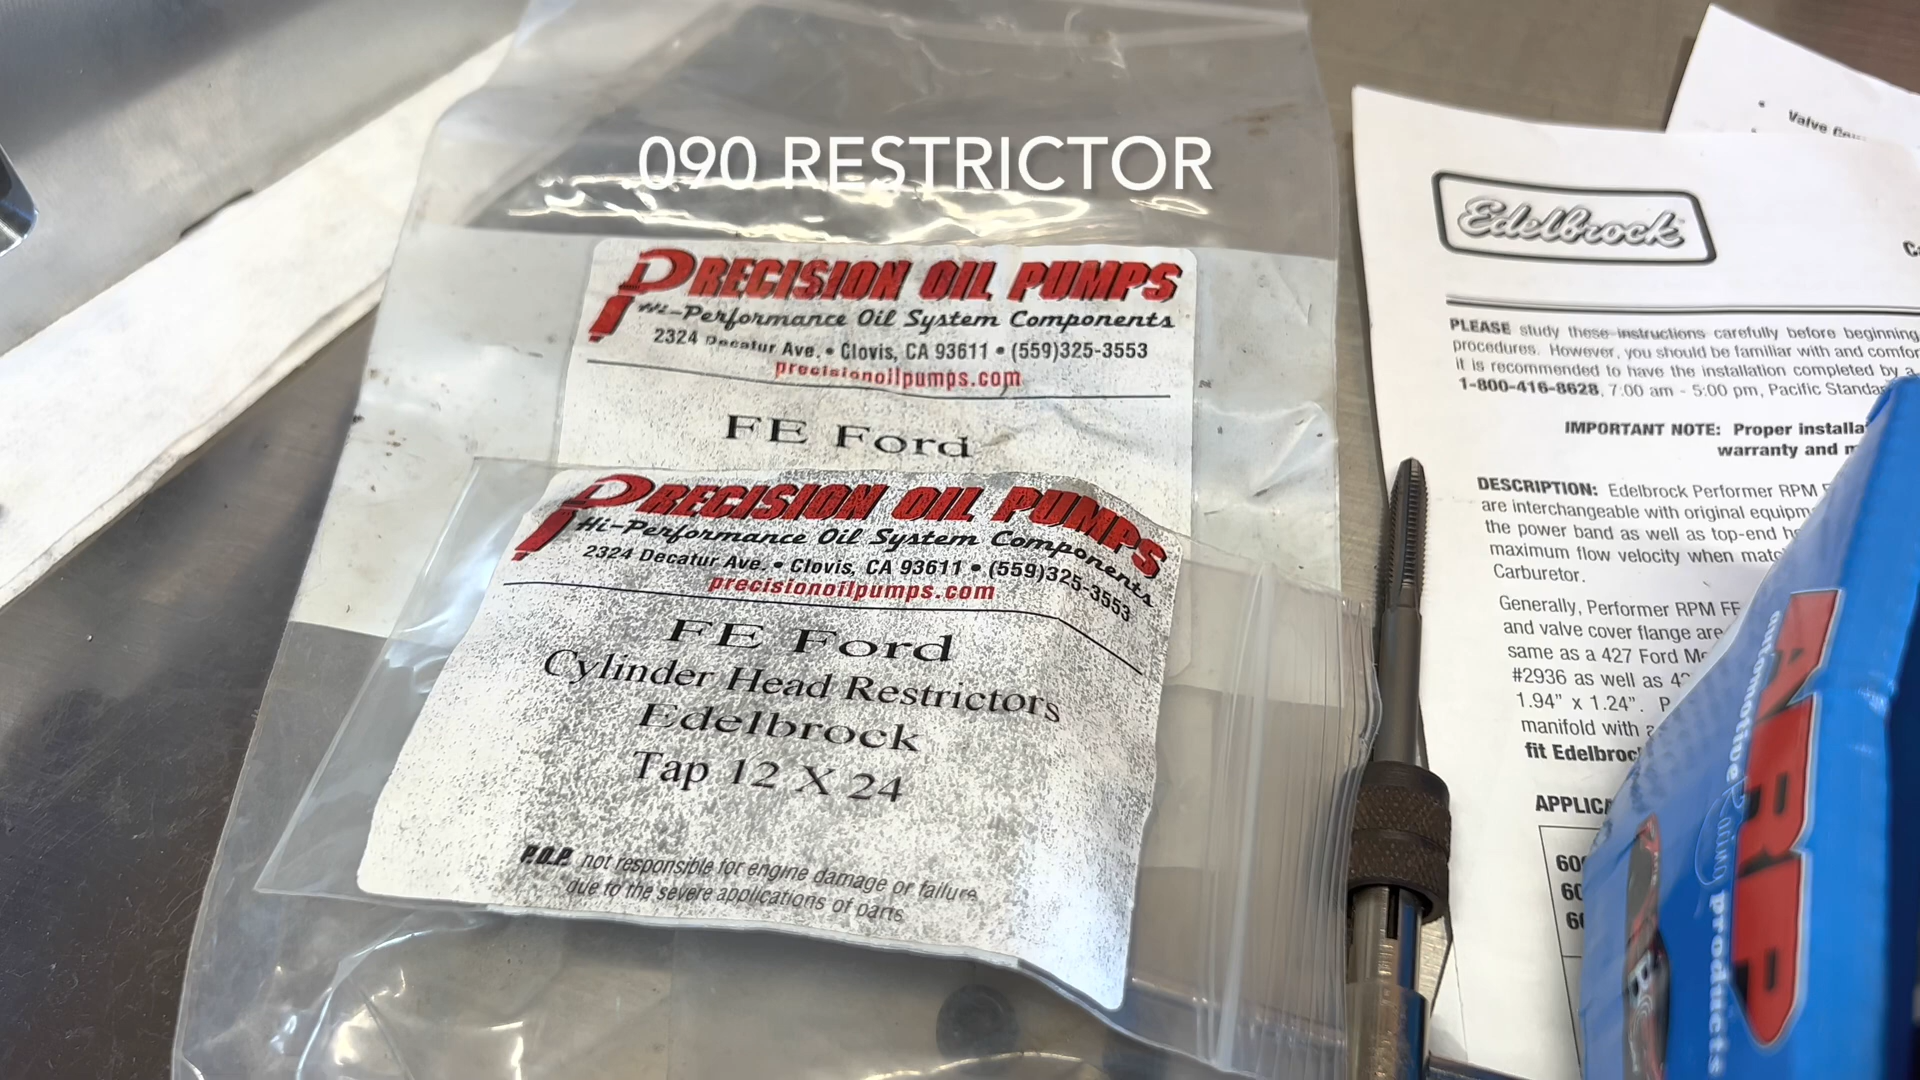 090 RESTRICTOR
PRECISION OIL PUMPS
Hi-Performance Oil System Components
2324 Decatur Ave. • Clovis, CA 93611 • (559)325-3553
precisionoilpumps.com
FE Ford
PRECISION OIL PUMPS
Hi-Performance Oil System Components
2324 Decatur Ave. • Clovis, CA 93611 • (559)325-3553
precisionoilpumps.com
FE Ford
Cylinder Head Restrictors
Edelbrock
Tap 12 X 24
P.O.P. not responsible for engine damage or failure
due to the severe applications of parts
Valve
Edelbrock
PLEASE study these instructions carefully before beginning
procedures. However, you should be familiar with and
it is recommended to have the installation completed by a
1-800-416-8628, 7:00 am - 5:00 pm, Pacific
IMPORTANT NOTE: Proper
warranty and
DESCRIPTION: Edelbrock Performer RPM
are interchangeable with original
the power band as well as top-end
maximum flow velocity when
Carburetor.
Generally, Performer RPM FE
and valve cover flange are
same as a 427 Ford
#2936 as well as
1.94" x 1.24".
manifold with
fit
ARP
automotive racing products